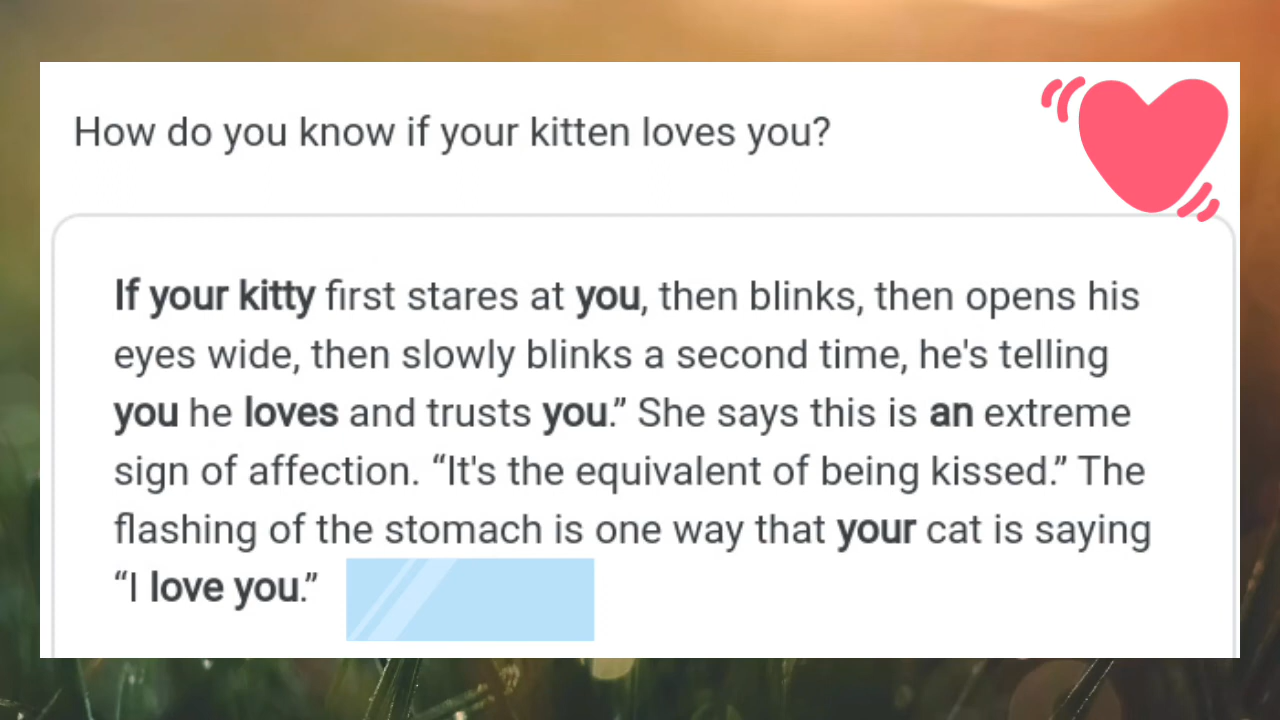 How do you know if your kitten loves you?
If your kitty first stares at you, then blinks, then opens his
eyes wide, then slowly blinks a second time, he's telling
you he loves and trusts you.” She says this is an extreme
sign of affection. “It's the equivalent of being kissed.” The
flashing of the stomach is one way that your cat is saying
“I love you.”